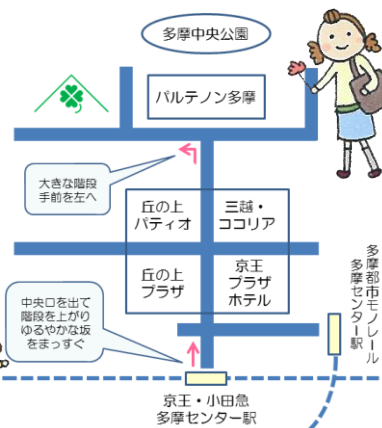 多摩中央公園
パルテノン多摩
大きな階段
手前を左へ
丘の上
パティオ
三越・
ココリア
丘の上
プラザ
京王
プラザ
ホテル
中央口を出て
階段を上がり
ゆるやかな坂
をまっすぐ
多摩都市モノレール
多摩センター駅
京王・小田急
多摩センター駅